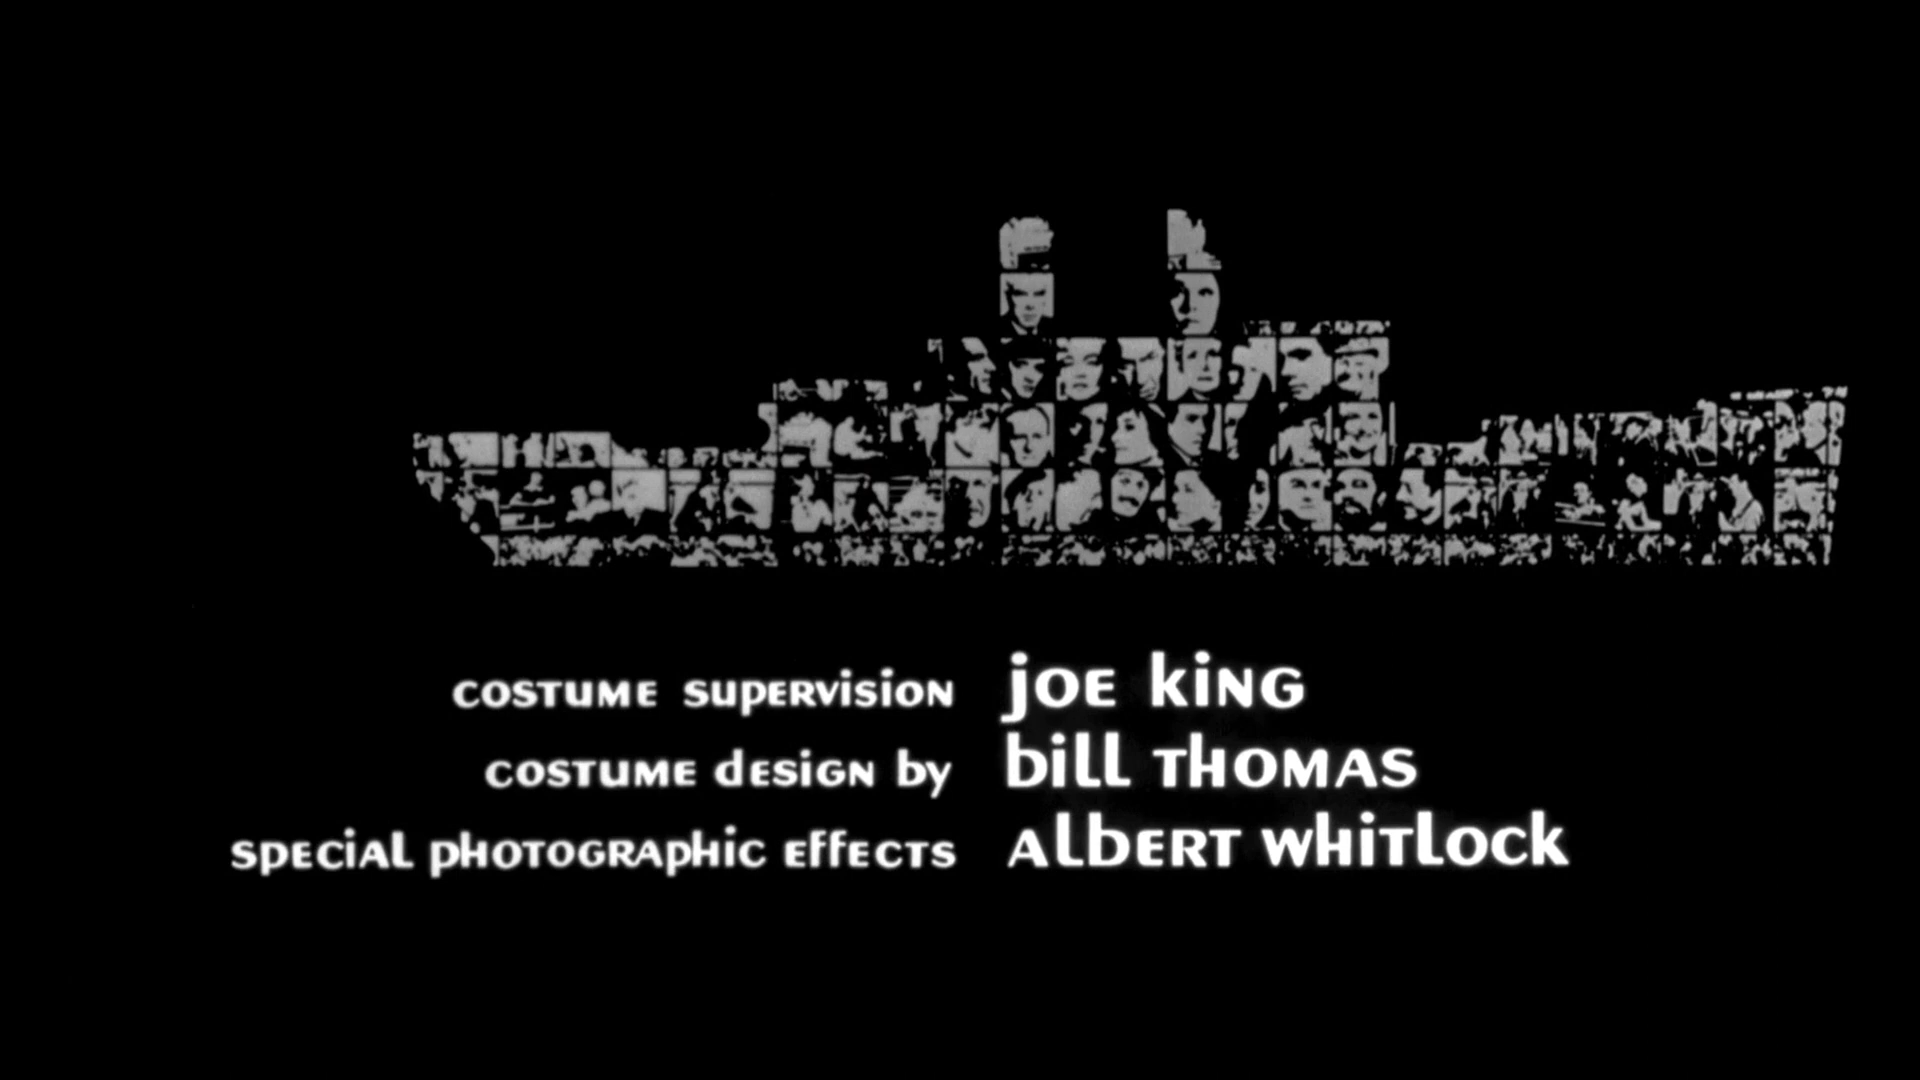 costume supervision joe king
costume design by bill thomas
special photographic effects albert whitlock